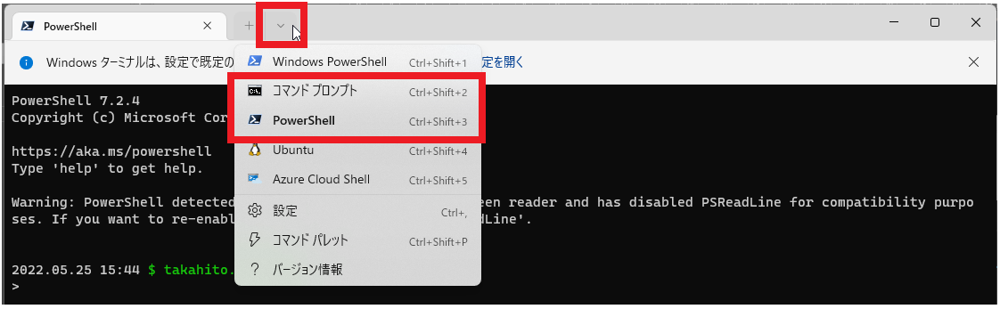 PowerShell
Windows ターミナルは、設定で既定の
定を開く
Windows PowerShell Ctrl+Shift+1
コマンド プロンプト Ctrl+Shift+2
PowerShell Ctrl+Shift+3
Ubuntu Ctrl+Shift+4
Azure Cloud Shell Ctrl+Shift+5
設定 Ctrl+,
コマンド パレット Ctrl+Shift+P
バージョン情報
PowerShell 7.2.4
Copyright (c) Microsoft Cor
https://aka.ms/powershell
Type 'help' to get help.
Warning: PowerShell detected een reader and has disabled PSReadLine for compatibility purpo
ses. If you want to re-enabl dLine'.
2022.05.25 15:44 $ takahito.
>